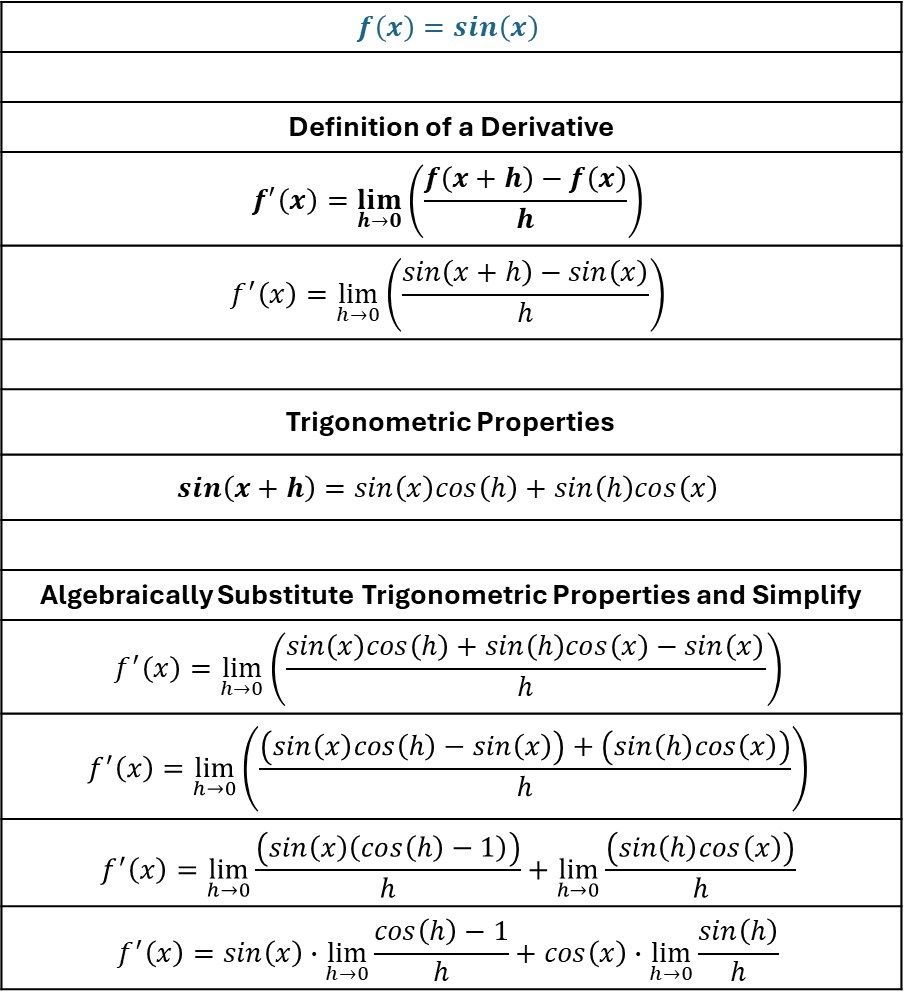 f(x) = sin(x)
Definition of a Derivative
f′(x) = lim_{h→0} ((f(x + h) − f(x))/h)
f′(x) = lim_{h→0} ((sin(x + h) − sin(x))/h)
Trigonometric Properties
sin(x + h) = sin(x)cos(h) + sin(h)cos(x)
Algebraically Substitute Trigonometric Properties and Simplify
f′(x) = lim_{h→0} ((sin(x)cos(h) + sin(h)cos(x) − sin(x))/h)
f′(x) = lim_{h→0} (((sin(x)cos(h) − sin(x)) + (sin(h)cos(x)))/h)
f′(x) = lim_{h→0} (sin(x)(cos(h) − 1))/h + lim_{h→0} (sin(h)cos(x))/h
f′(x) = sin(x) · lim_{h→0} (cos(h) − 1)/h + cos(x) · lim_{h→0} sin(h)/h